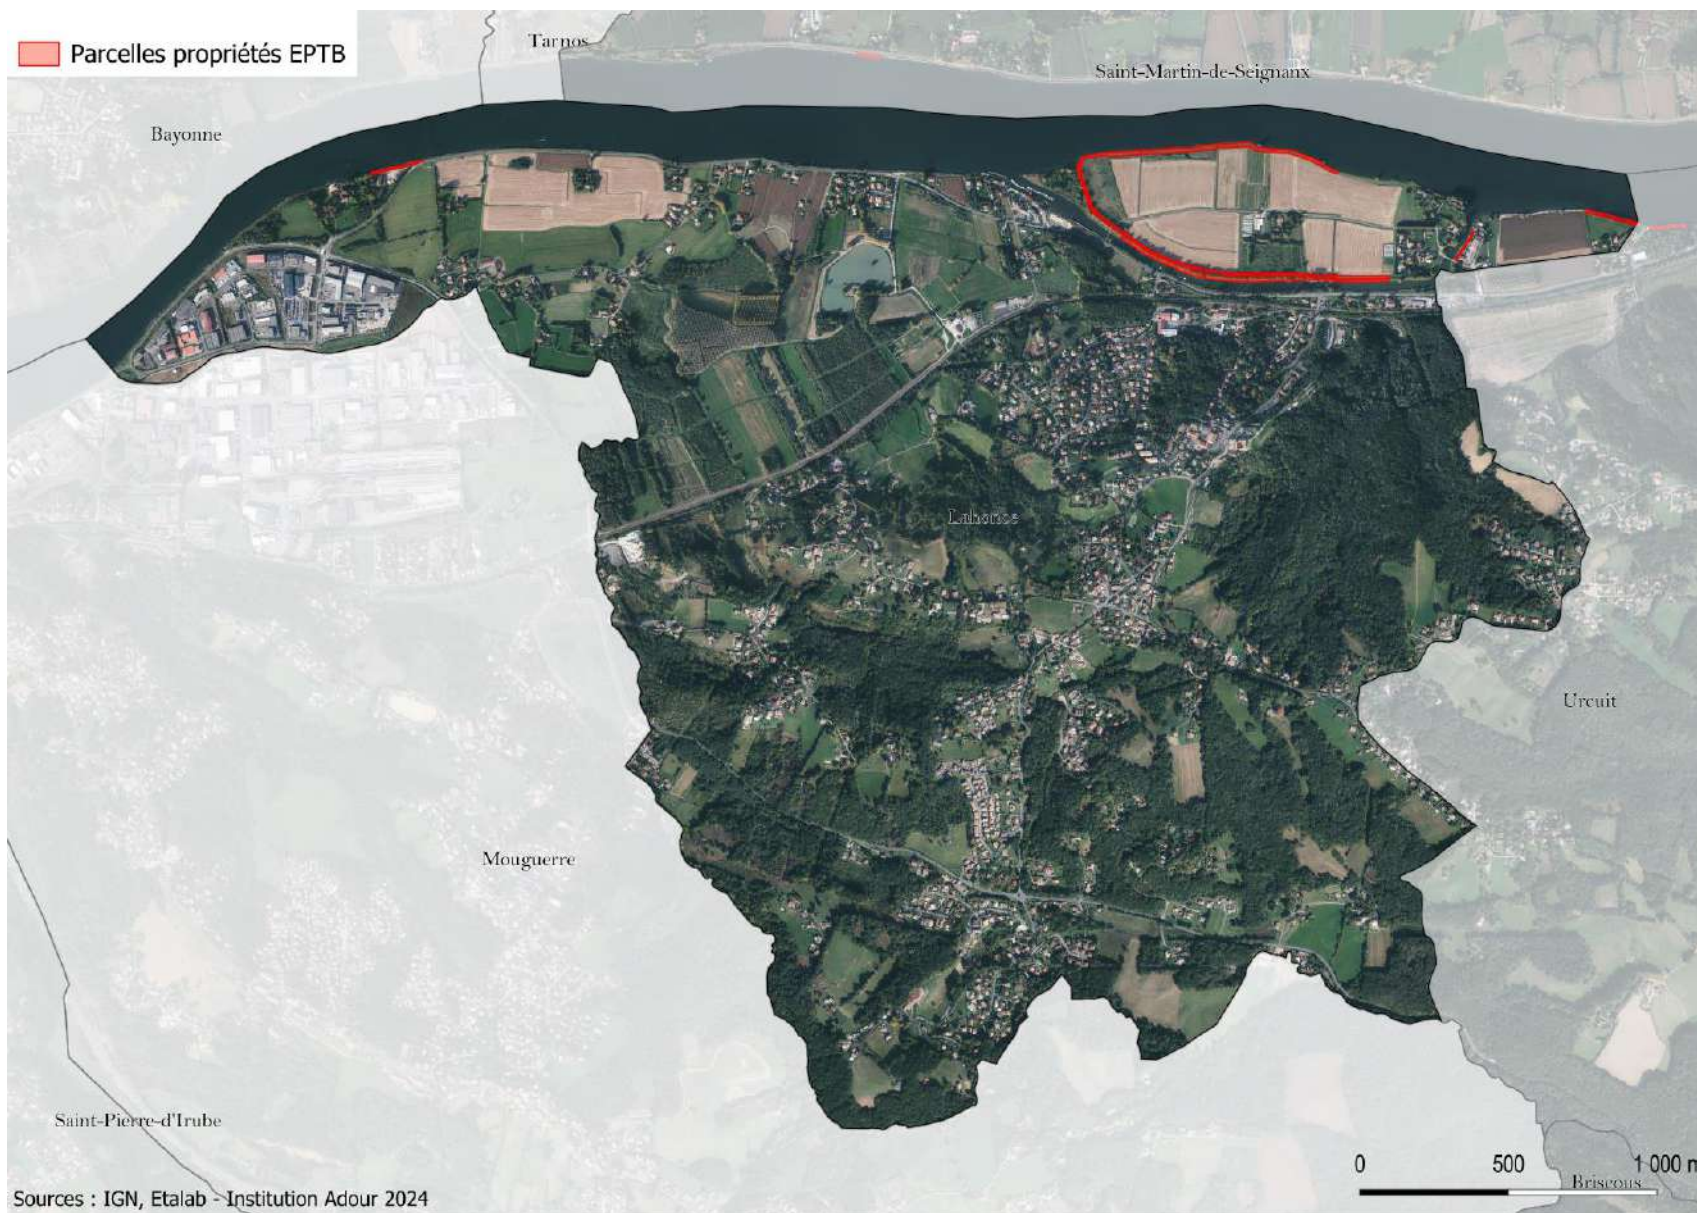 Parcelles propriétés EPTB
Tarnos
Saint-Martin-de-Seignanx
Bayonne
Lahonce
Urcuit
Mouguerre
Saint-Pierre-d'Irube
0 500 1 000 m
Briscous
Sources : IGN, Etalab - Institution Adour 2024